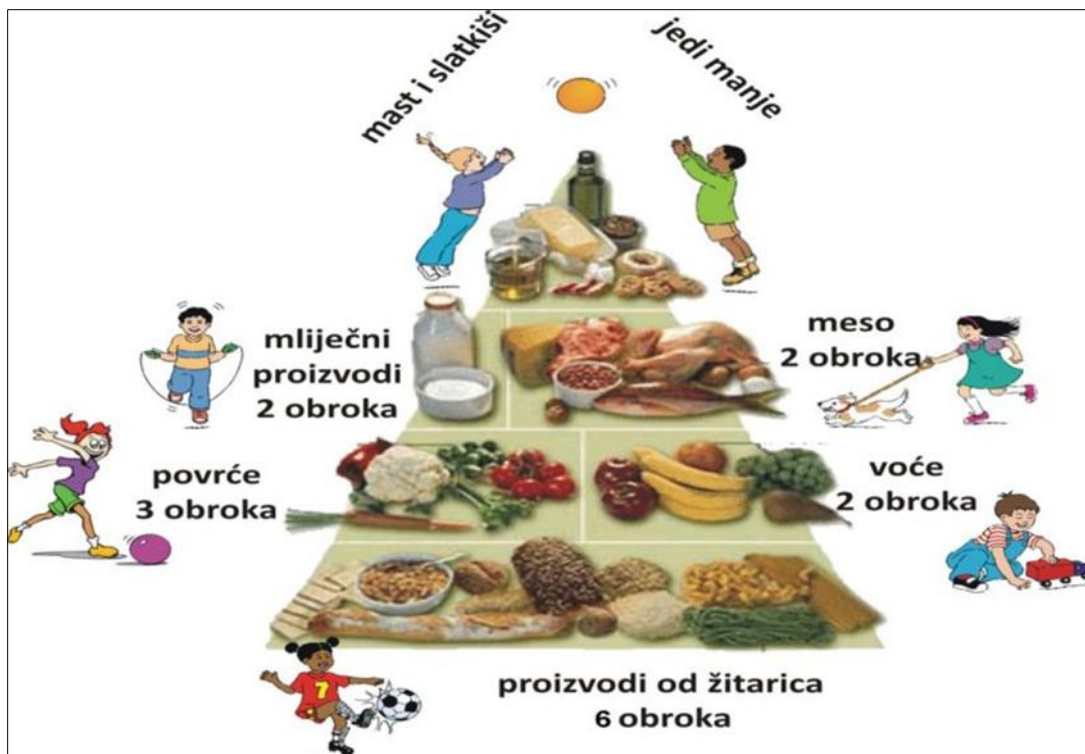 mast i slatkiši
jedi manje
mliječni
proizvodi
2 obroka
meso
2 obroka
povrće
3 obroka
voće
2 obroka
proizvodi od žitarica
6 obroka
7